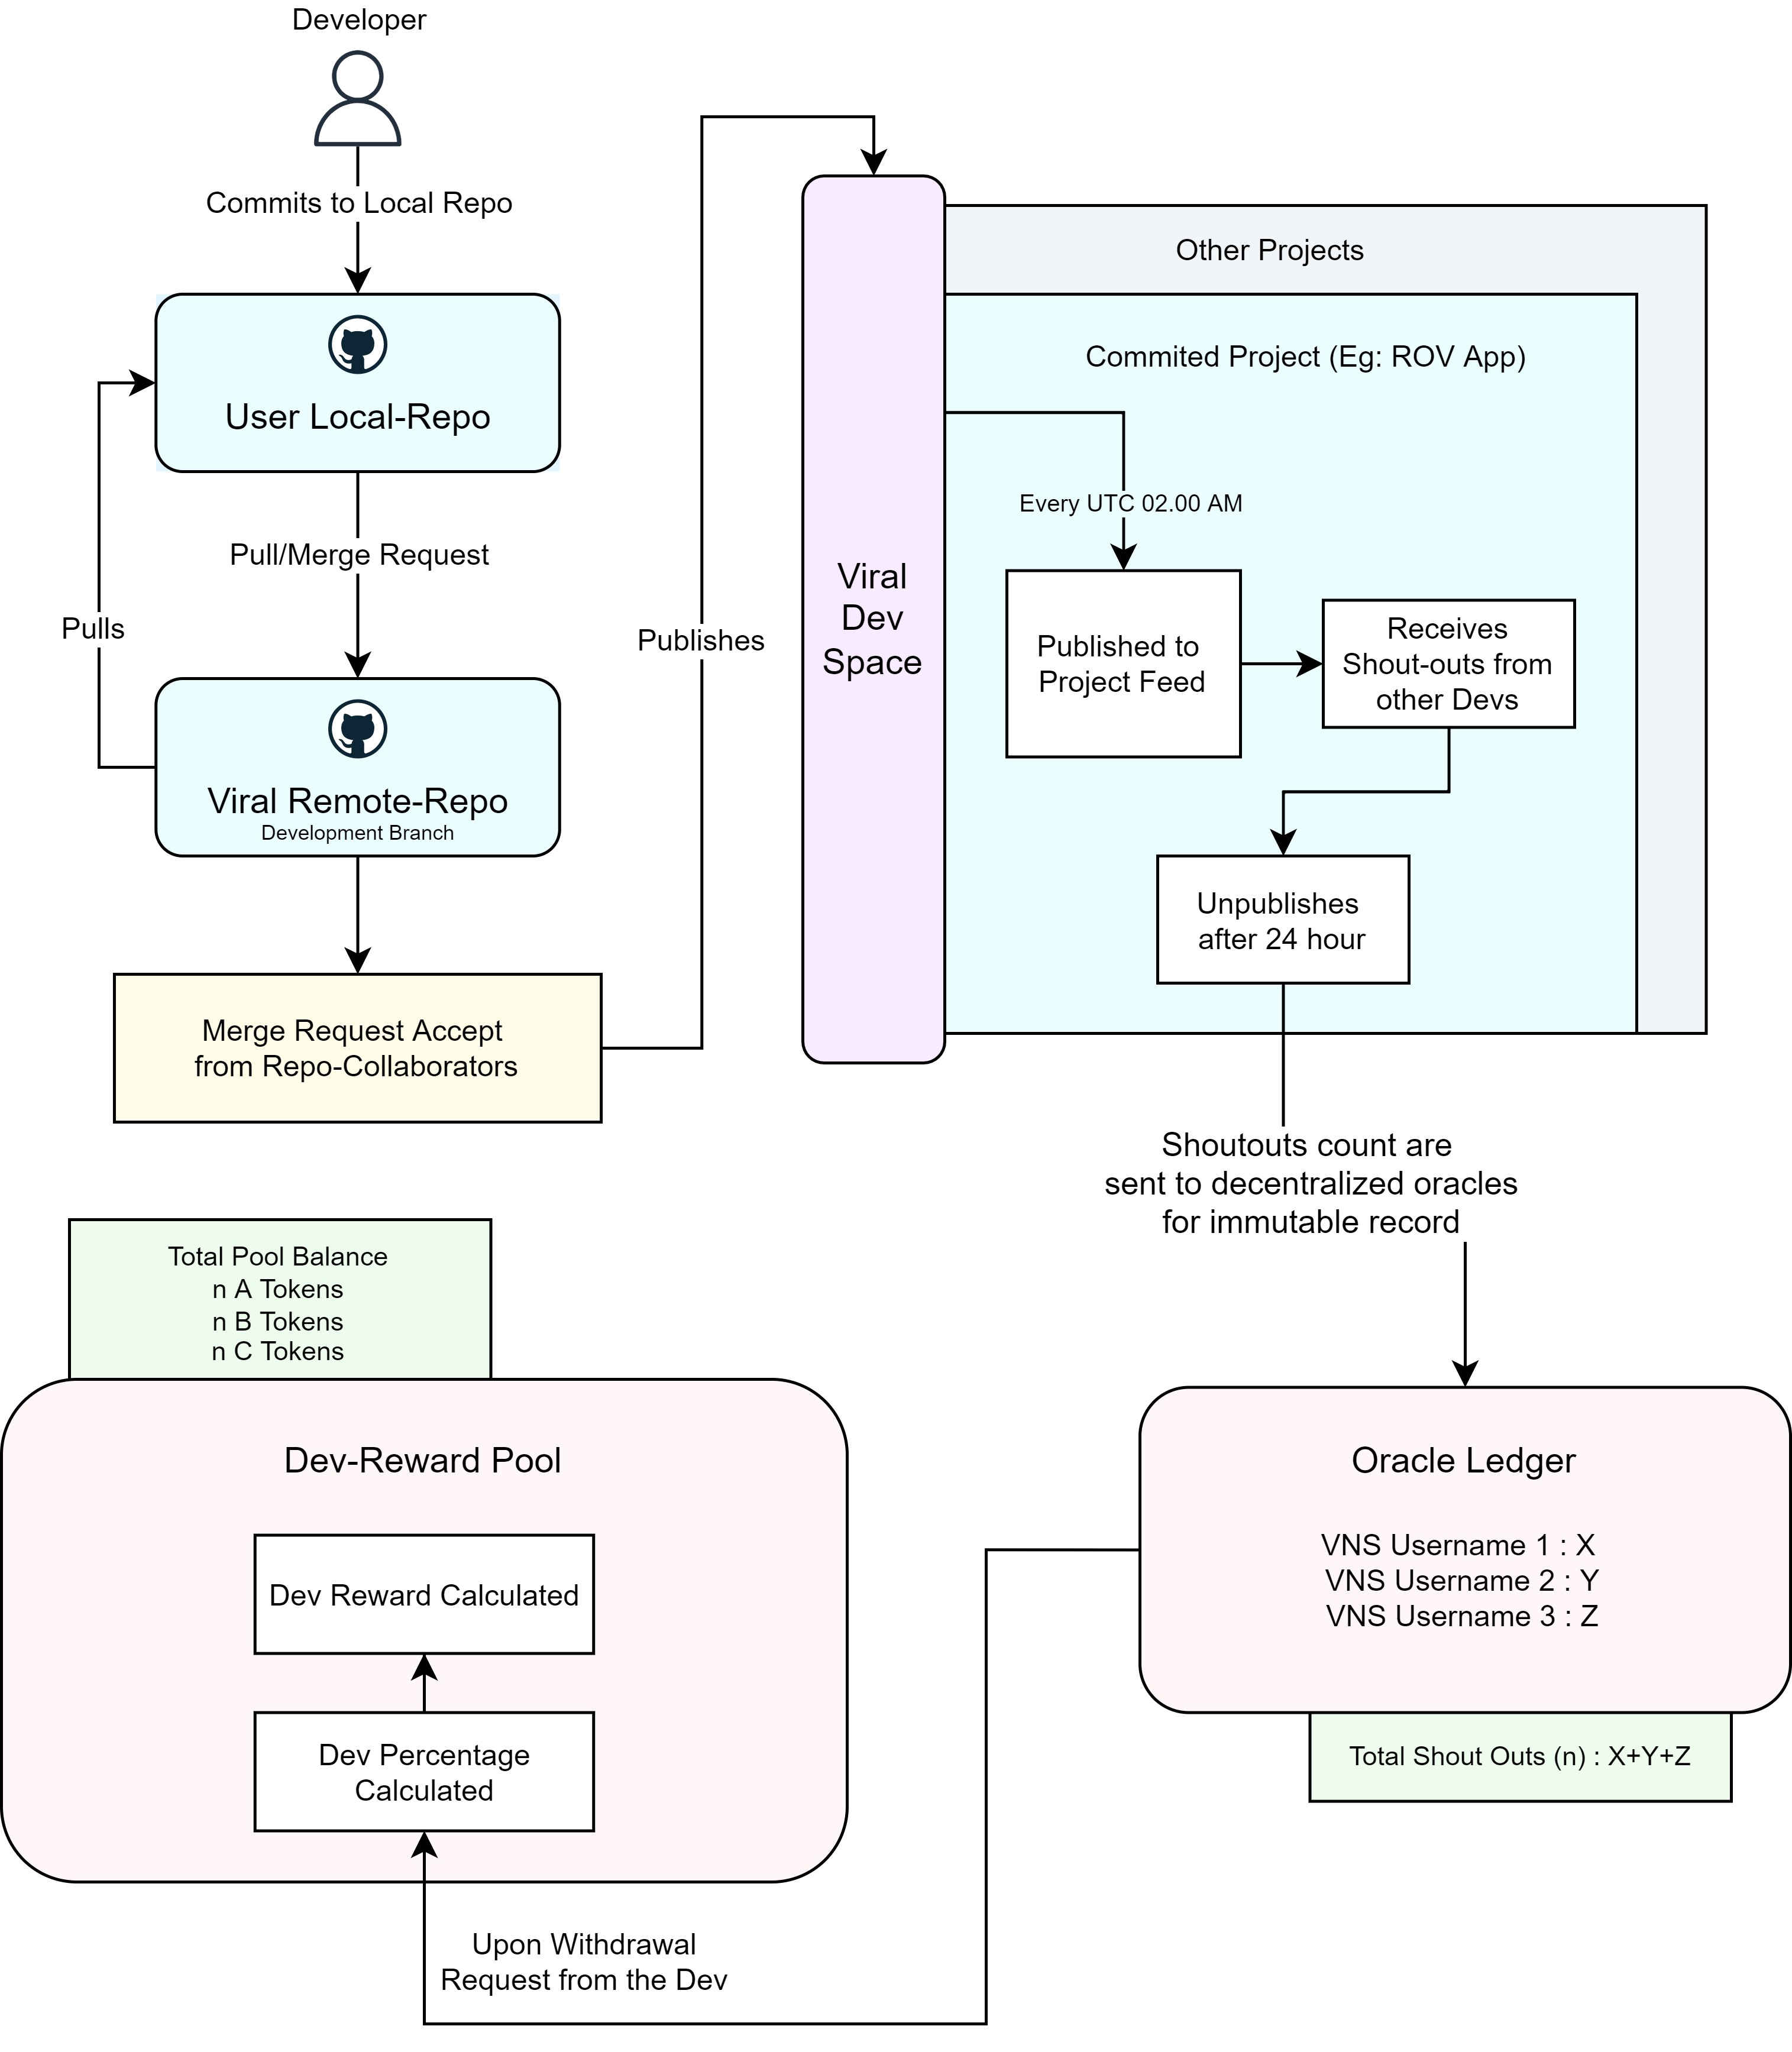 Developer
Commits to Local Repo
User Local-Repo
Pull/Merge Request
Pulls
Viral Remote-Repo
Development Branch
Merge Request Accept
from Repo-Collaborators
Publishes
Viral
Dev
Space
Other Projects
Commited Project (Eg: ROV App)
Every UTC 02.00 AM
Published to
Project Feed
Receives
Shout-outs from
other Devs
Unpublishes
after 24 hour
Shoutouts count are
sent to decentralized oracles
for immutable record
Oracle Ledger
VNS Username 1 : X
VNS Username 2 : Y
VNS Username 3 : Z
Total Shout Outs (n) : X+Y+Z
Total Pool Balance
n A Tokens
n B Tokens
n C Tokens
Dev-Reward Pool
Dev Reward Calculated
Dev Percentage
Calculated
Upon Withdrawal
Request from the Dev